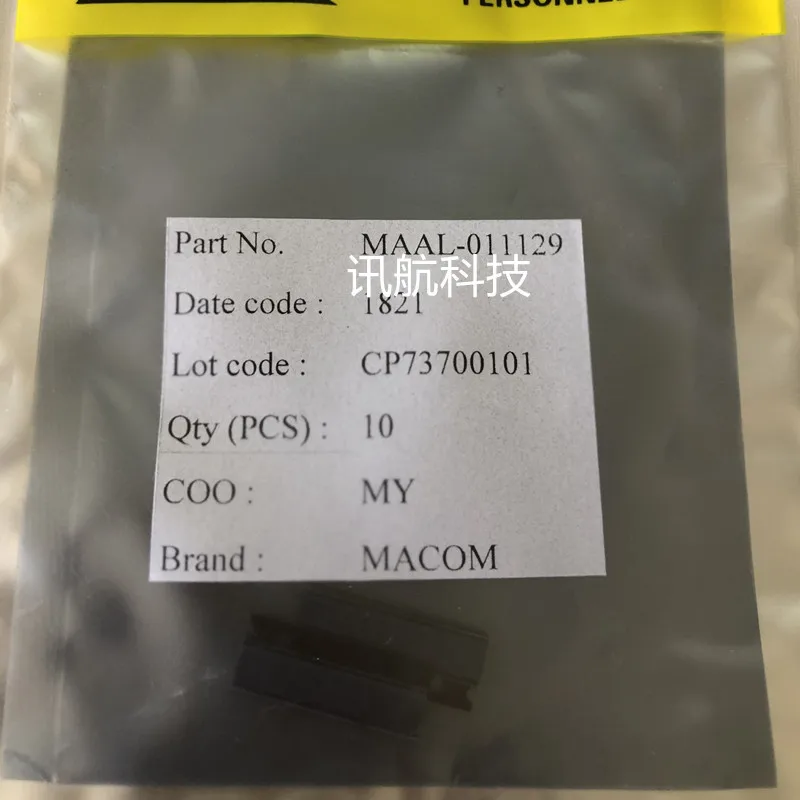 PERSONNEL
Part No. MAAL-011129
讯航科技
Date code : 1821
Lot code : CP73700101
Qty (PCS) : 10
COO : MY
Brand : MACOM